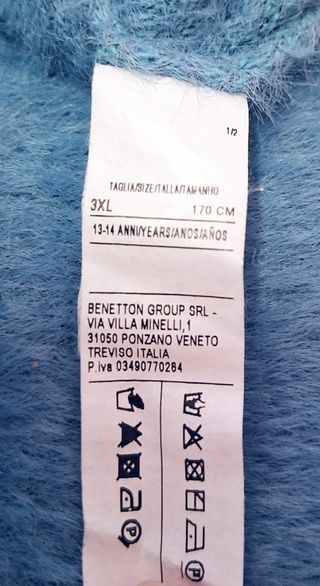 1/2
TAGLIA/SIZE/TALLA/TAMANHO
3XL 170 CM
13-14 ANNI/YEARS/ANOS/AÑOS
BENETTON GROUP SRL -
VIA VILLA MINELLI,1
31050 PONZANO VENETO
TREVISO ITALIA
P.iva 03490770264
P P